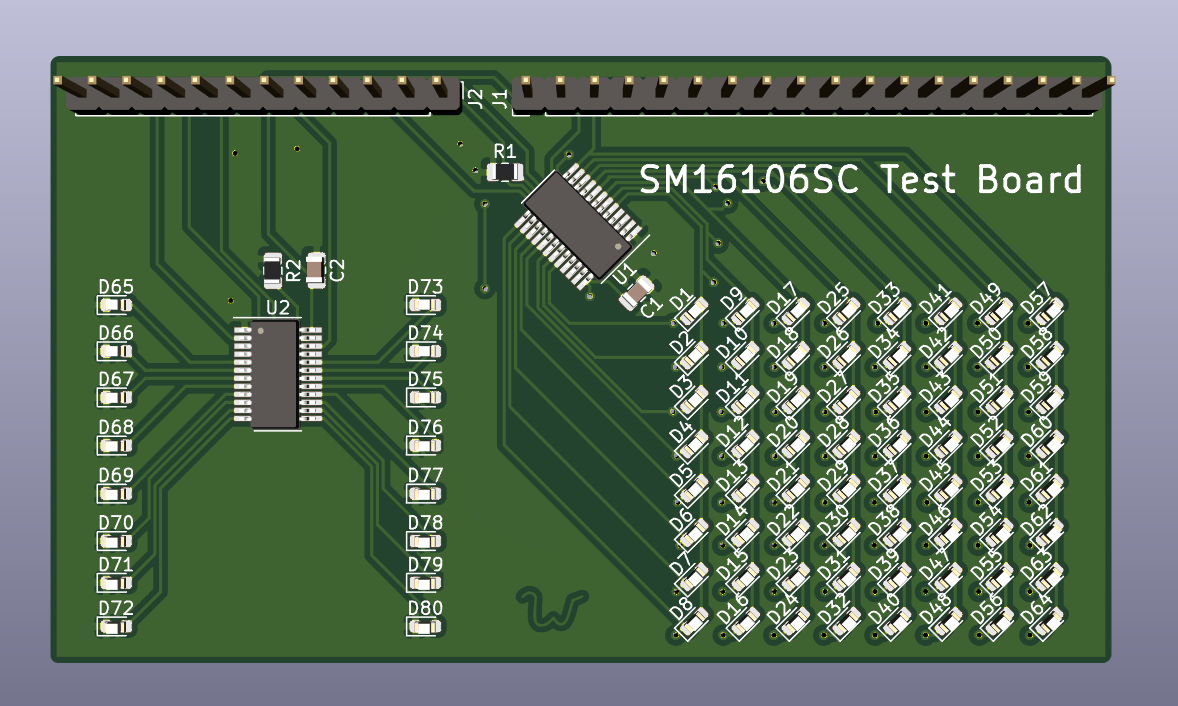 J2 J1
R1
SM16106SC Test Board
R2 C2
U1
C1
U2
D65
D66
D67
D68
D69
D70
D71
D72
D73
D74
D75
D76
D77
D78
D79
D80
D1 D9 D17 D25 D33 D41 D49 D57
D2 D10 D18 D26 D34 D42 D50 D58
D3 D11 D19 D27 D35 D43 D51 D59
D4 D12 D20 D28 D36 D44 D52 D60
D5 D13 D21 D29 D37 D45 D53 D61
D6 D14 D22 D30 D38 D46 D54 D62
D7 D15 D23 D31 D39 D47 D55 D63
D8 D16 D24 D32 D40 D48 D56 D64